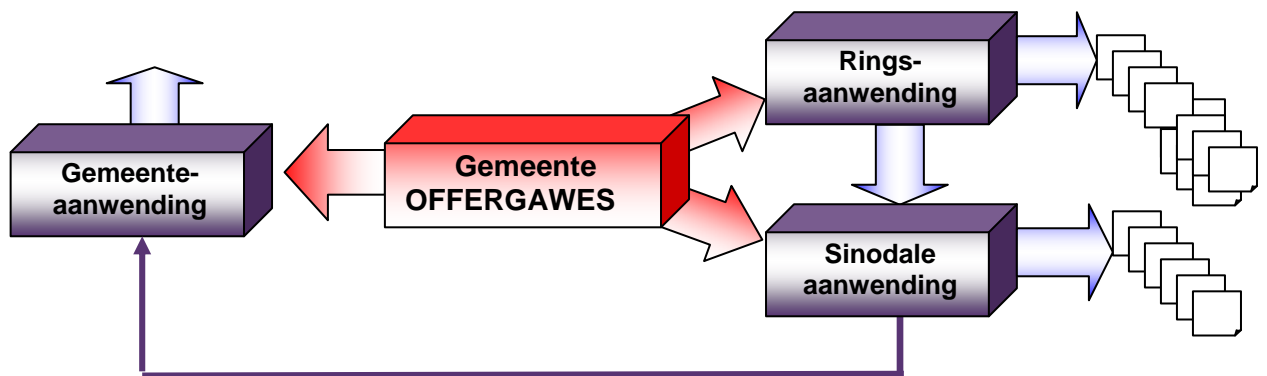 Gemeente-
aanwending
Gemeente
OFFERGAWES
Rings-
aanwending
Sinodale
aanwending